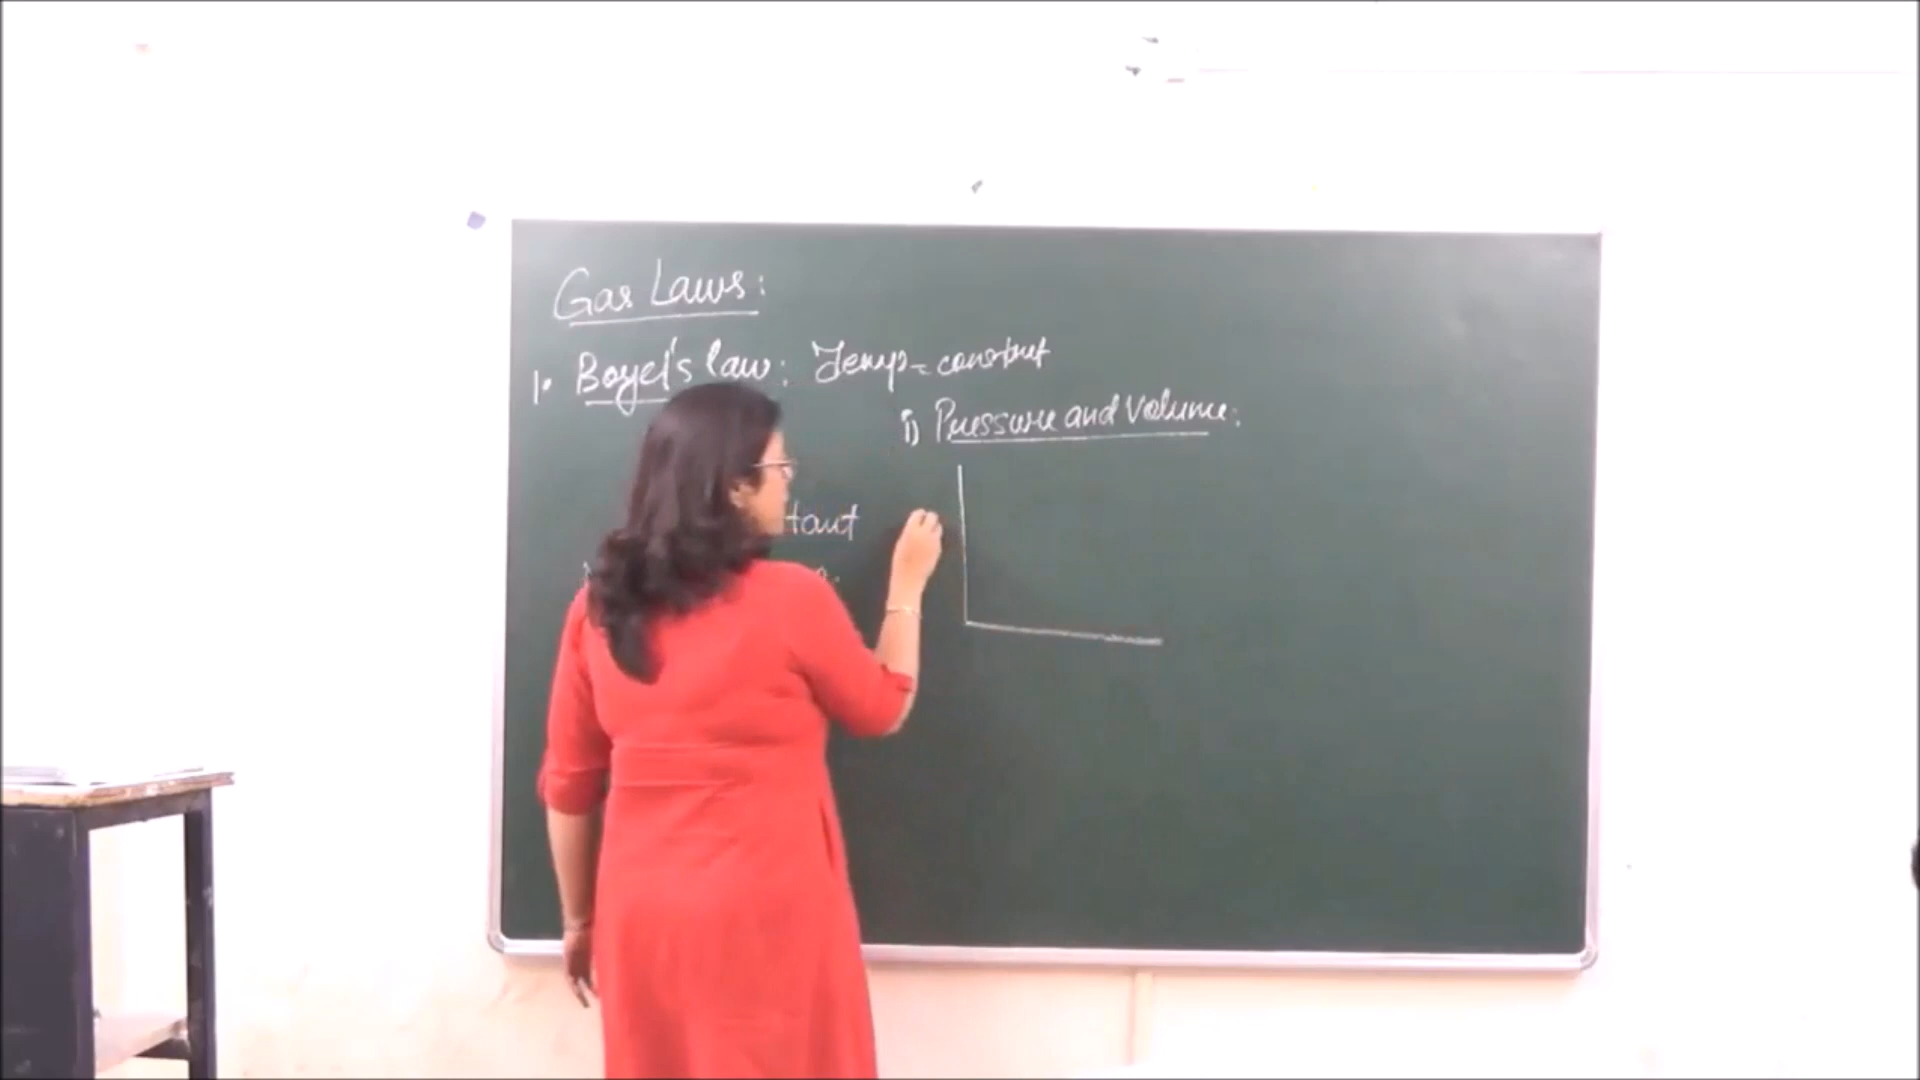 Gas Laws:
1. Boyel's law: Temp = constant
i) Pressure and Volume:
tant